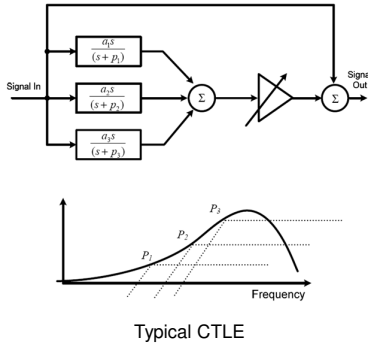 a₁s
(s + p₁)
Signal In
a₂s
(s + p₂)
a₃s
(s + p₃)
Σ
Σ
Signal
Out
P₁
P₂
P₃
Frequency
Typical CTLE